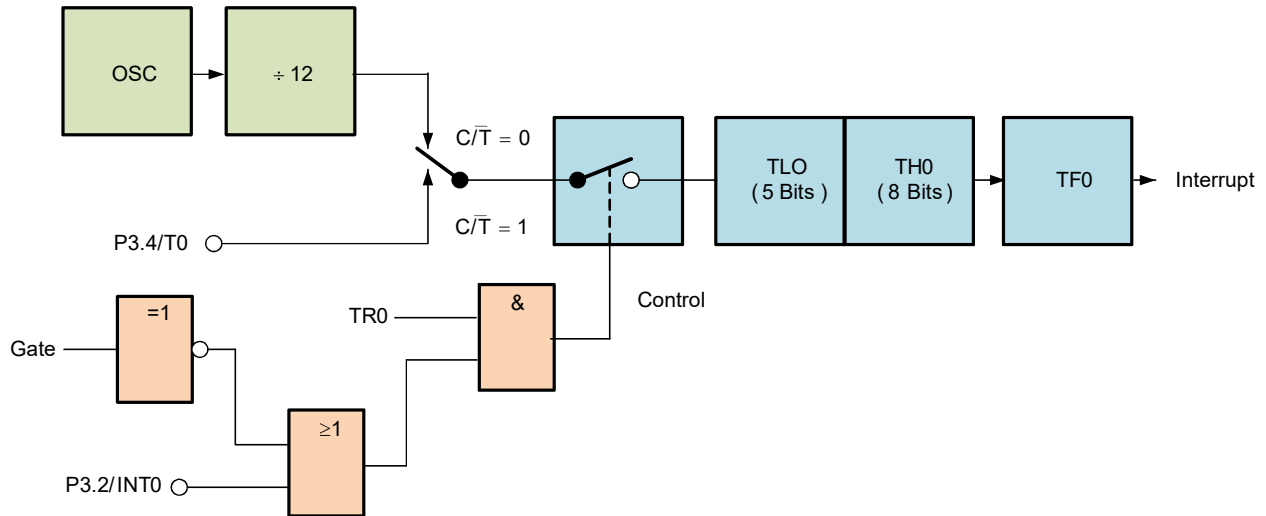 OSC
÷ 12
C/T̅ = 0
TLO
( 5 Bits )
TH0
( 8 Bits )
TF0
Interrupt
C/T̅ = 1
P3.4/T0
Control
=1
&
TR0
Gate
≥1
P3.2/INT0